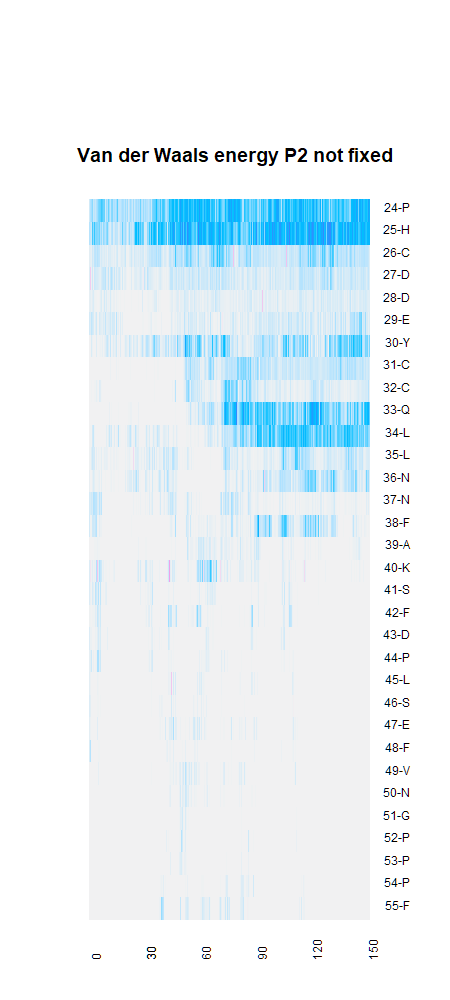 Van der Waals energy P2 not fixed
24-P
25-H
26-C
27-D
28-D
29-E
30-Y
31-C
32-C
33-Q
34-L
35-L
36-N
37-N
38-F
39-A
40-K
41-S
42-F
43-D
44-P
45-L
46-S
47-E
48-F
49-V
50-N
51-G
52-P
53-P
54-P
55-F
0 30 60 90 120 150